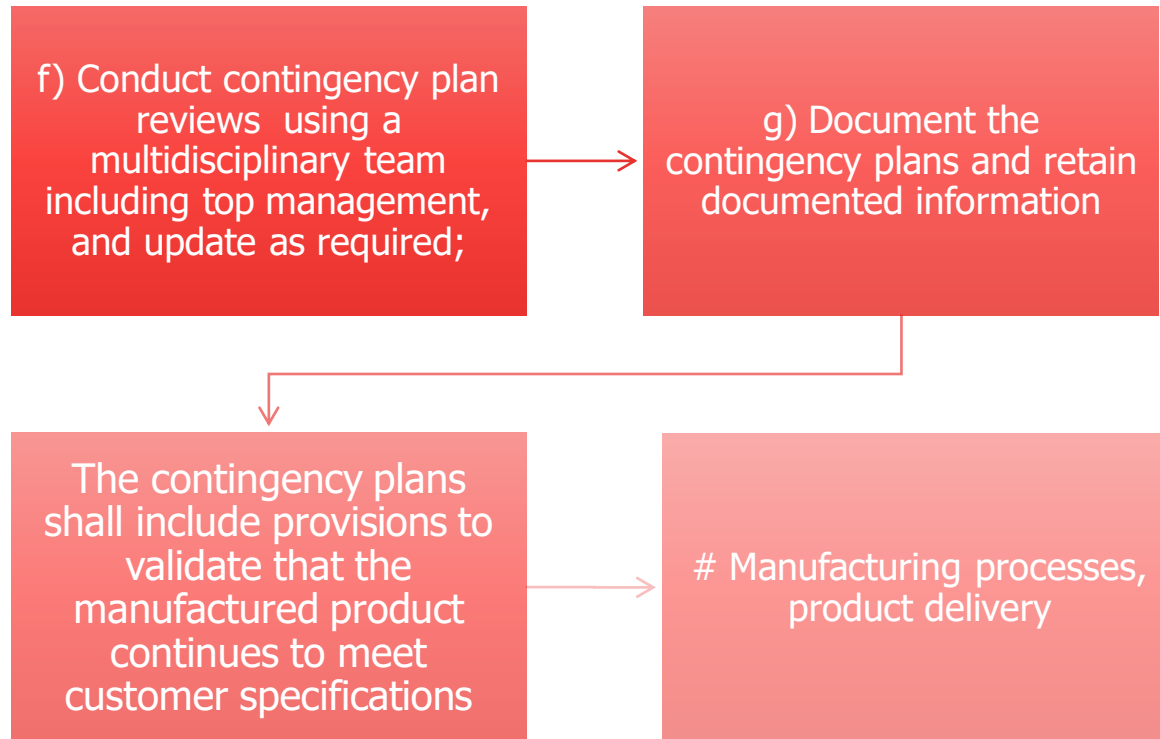 f) Conduct contingency plan
reviews  using a
multidisciplinary team
including top management,
and update as required;
g) Document the
contingency plans and retain
documented information
The contingency plans
shall include provisions to
validate that the
manufactured product
continues to meet
customer specifications
# Manufacturing processes,
product delivery